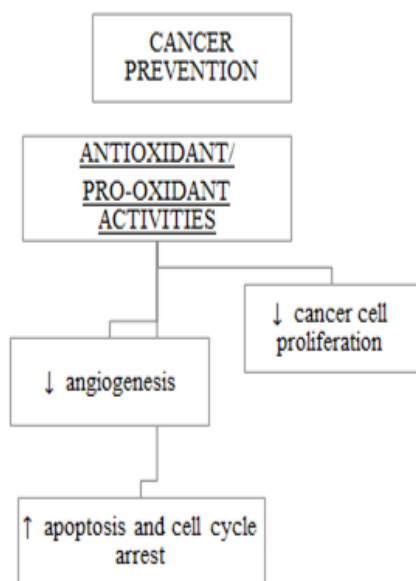 CANCER
PREVENTION
ANTIOXIDANT/
PRO-OXIDANT
ACTIVITIES
↓ cancer cell
proliferation
↓ angiogenesis
↑ apoptosis and cell cycle
arrest